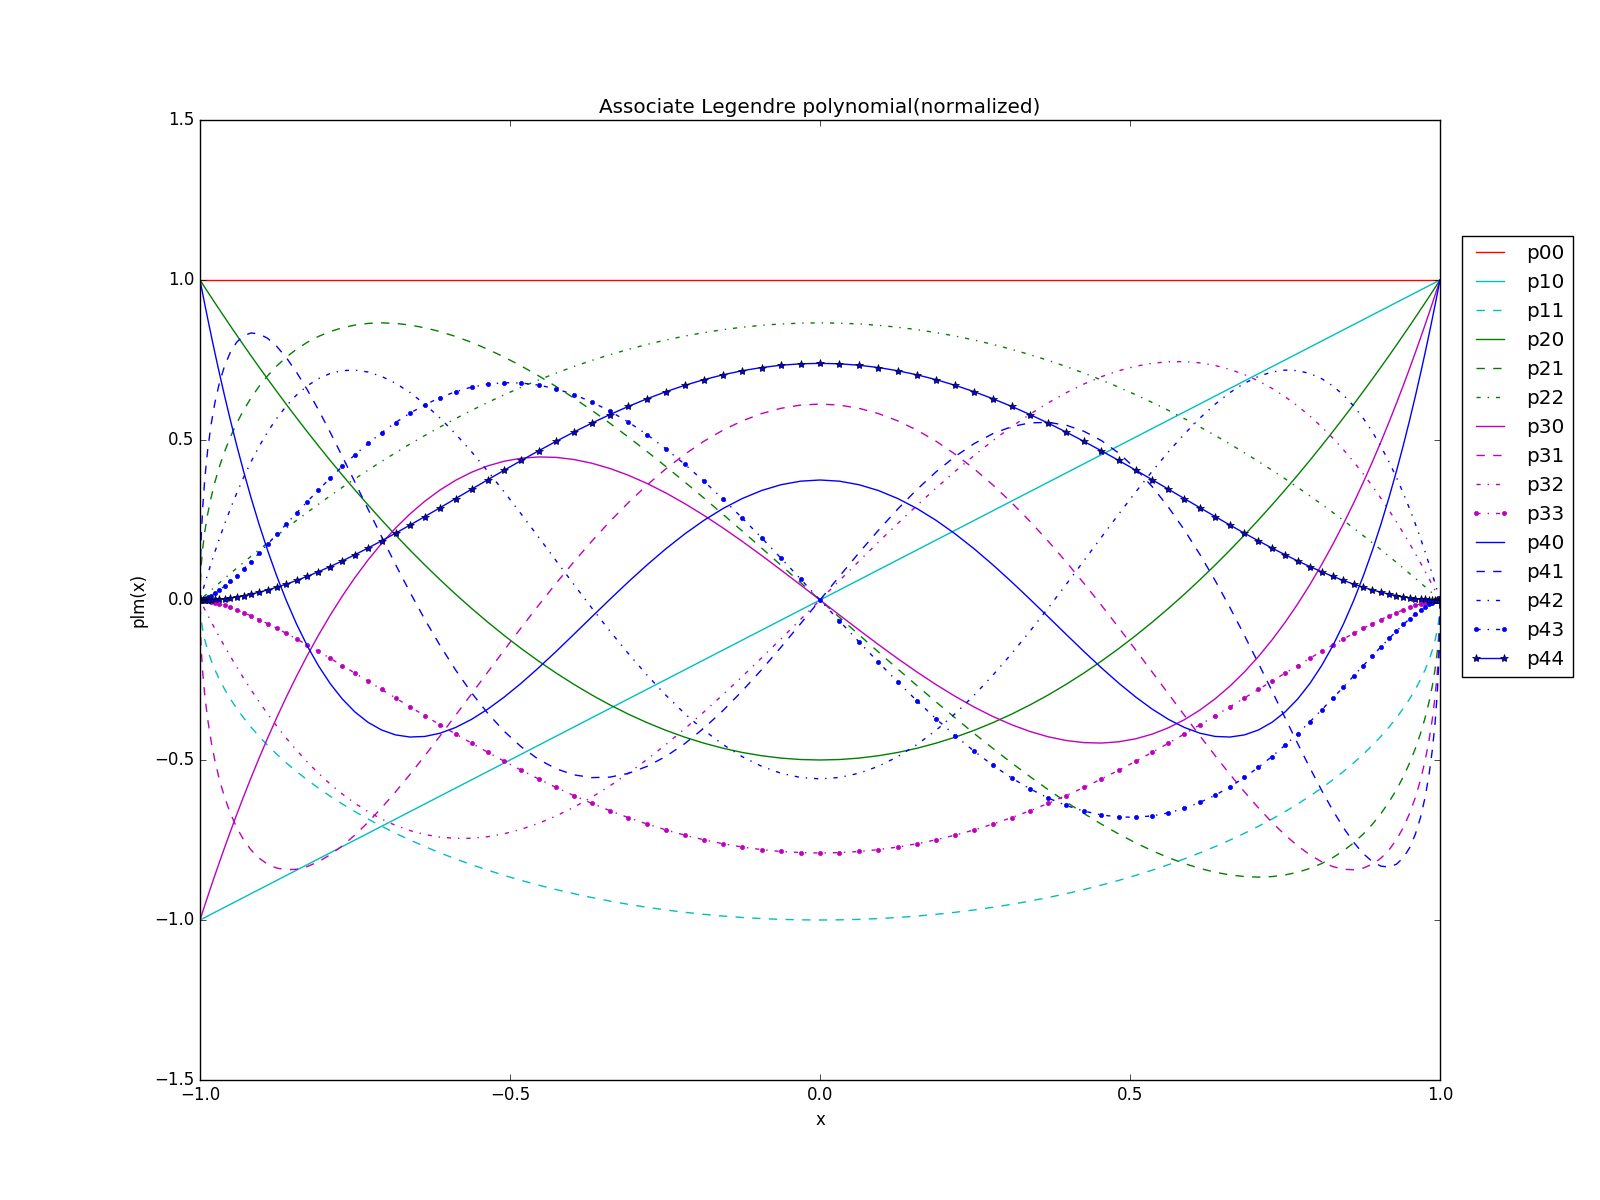 Associate Legendre polynomial(normalized)
1.5
1.0
0.5
0.0
−0.5
−1.0
−1.5
plm(x)
−1.0 −0.5 0.0 0.5 1.0
x
p00
p10
p11
p20
p21
p22
p30
p31
p32
p33
p40
p41
p42
p43
p44